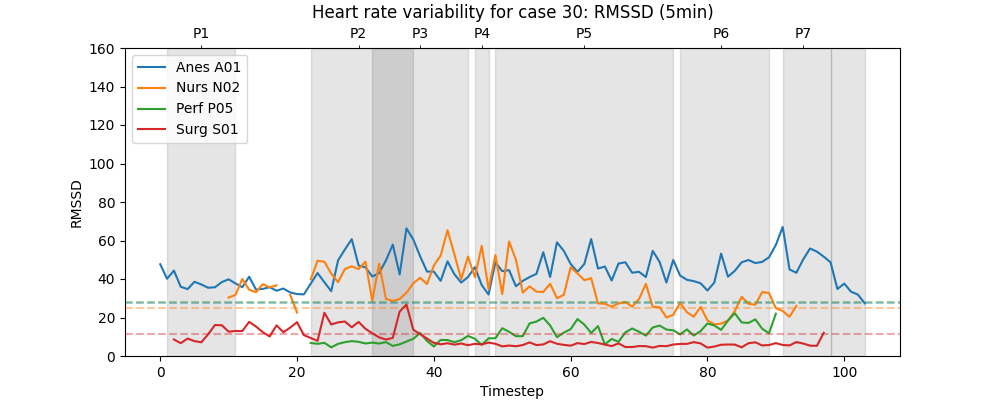 Heart rate variability for case 30: RMSSD (5min)
P1 P2 P3 P4 P5 P6 P7
160
140
120
100
80
60
40
20
0
RMSSD
Anes A01
Nurs N02
Perf P05
Surg S01
0 20 40 60 80 100
Timestep